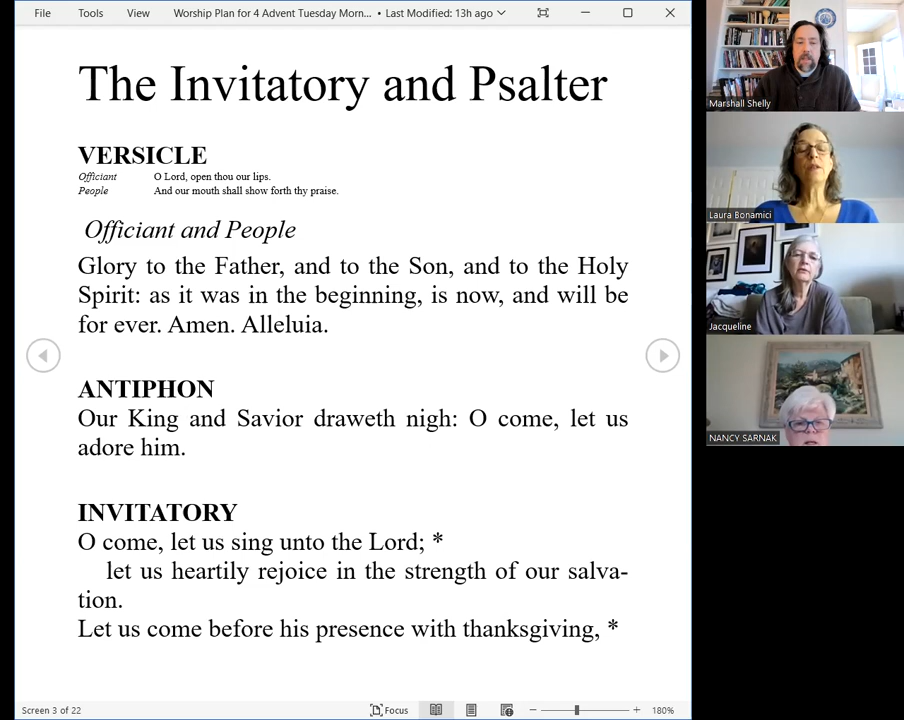 File Tools View Worship Plan for 4 Advent Tuesday Morn... • Last Modified: 13h ago
The Invitatory and Psalter
VERSICLE
Officiant O Lord, open thou our lips.
People And our mouth shall show forth thy praise.
Officiant and People
Glory to the Father, and to the Son, and to the Holy
Spirit: as it was in the beginning, is now, and will be
for ever. Amen. Alleluia.
ANTIPHON
Our King and Savior draweth nigh: O come, let us
adore him.
INVITATORY
O come, let us sing unto the Lord; *
let us heartily rejoice in the strength of our salva-
tion.
Let us come before his presence with thanksgiving, *
Screen 3 of 22 Focus 180%
Marshall Shelly
Laura Bonamici
Jacqueline
NANCY SARNAK